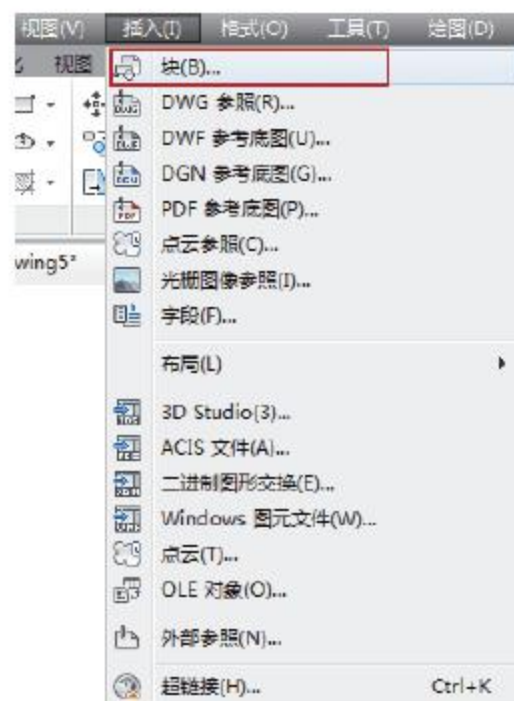 视图(V) 插入(I) 格式(O) 工具(T) 绘图(D)
视图
块(B)...
DWG 参照(R)...
DWF 参考底图(U)...
DGN 参考底图(G)...
PDF 参考底图(P)...
点云参照(C)...
wing5*
光栅图像参照(I)...
字段(F)...
布局(L)
3D Studio(3)...
ACIS 文件(A)...
二进制图形交换(E)...
Windows 图元文件(W)...
点云(T)...
OLE 对象(O)...
外部参照(N)...
超链接(H)... Ctrl+K